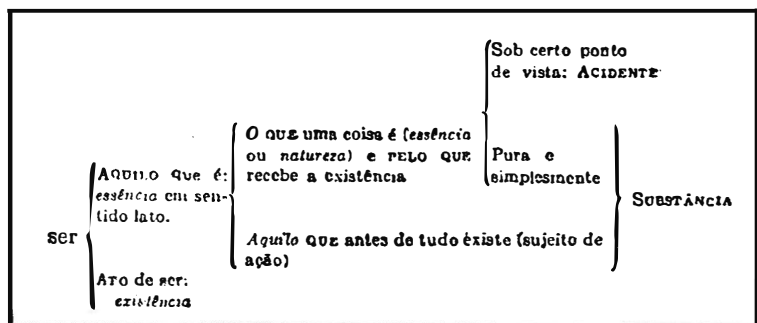 Sob certo ponto
de vista: ACIDENTE
O QUE uma coisa é (essência
ou natureza) e PELO QUE
recebe a existência
Pura e
simplesmente
AQUILO que é:
essência em sen-
tido lato.
SUBSTÂNCIA
ser
Aquilo QUE antes de tudo éxiste (sujeito de
ação)
ATO de ser:
existência